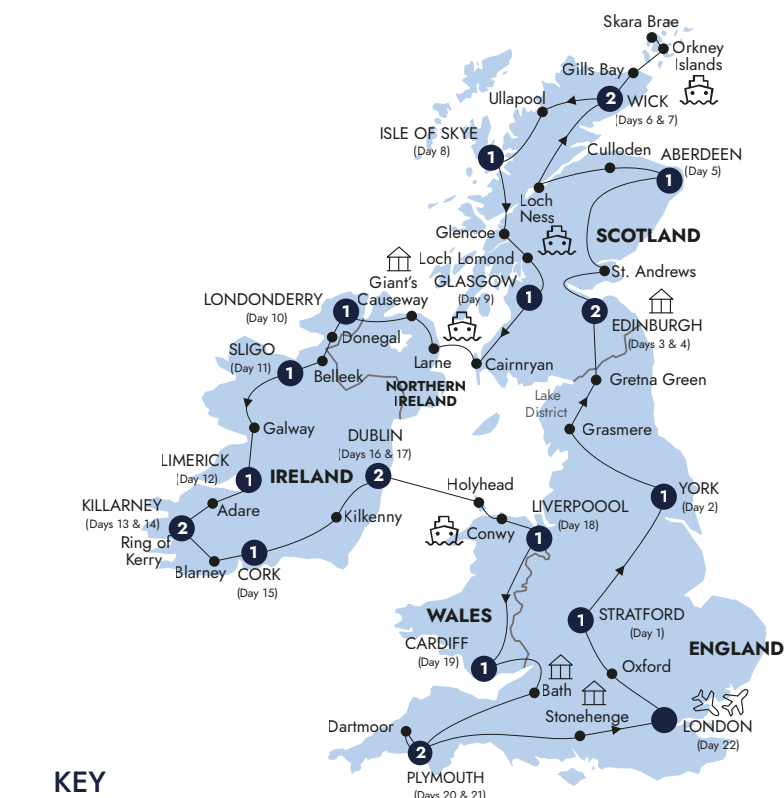 Skara Brae
Orkney
Islands
Gills Bay
2
WICK
(Days 6 & 7)
Ullapool
ISLE OF SKYE
(Day 8)
1
Culloden
ABERDEEN
(Day 5)
1
Loch
Ness
Glencoe
SCOTLAND
Loch Lomond
St. Andrews
GLASGOW
(Day 9)
1
Giant's
Causeway
LONDONDERRY
(Day 10)
1
2
EDINBURGH
(Days 3 & 4)
Donegal
SLIGO
(Day 11)
1
Belleek
Larne
Cairnryan
NORTHERN
IRELAND
Gretna Green
Lake
District
Galway
Grasmere
DUBLIN
(Days 16 & 17)
2
LIMERICK
(Day 12)
1
IRELAND
Holyhead
YORK
(Day 2)
1
KILLARNEY
(Days 13 & 14)
2
Adare
Kilkenny
LIVERPOOOL
(Day 18)
1
Conwy
Ring of
Kerry
Blarney
1
CORK
(Day 15)
WALES
1
STRATFORD
(Day 1)
CARDIFF
(Day 19)
1
ENGLAND
Oxford
Bath
Stonehenge
LONDON
(Day 22)
Dartmoor
2
PLYMOUTH
(Days 20 & 21)
KEY